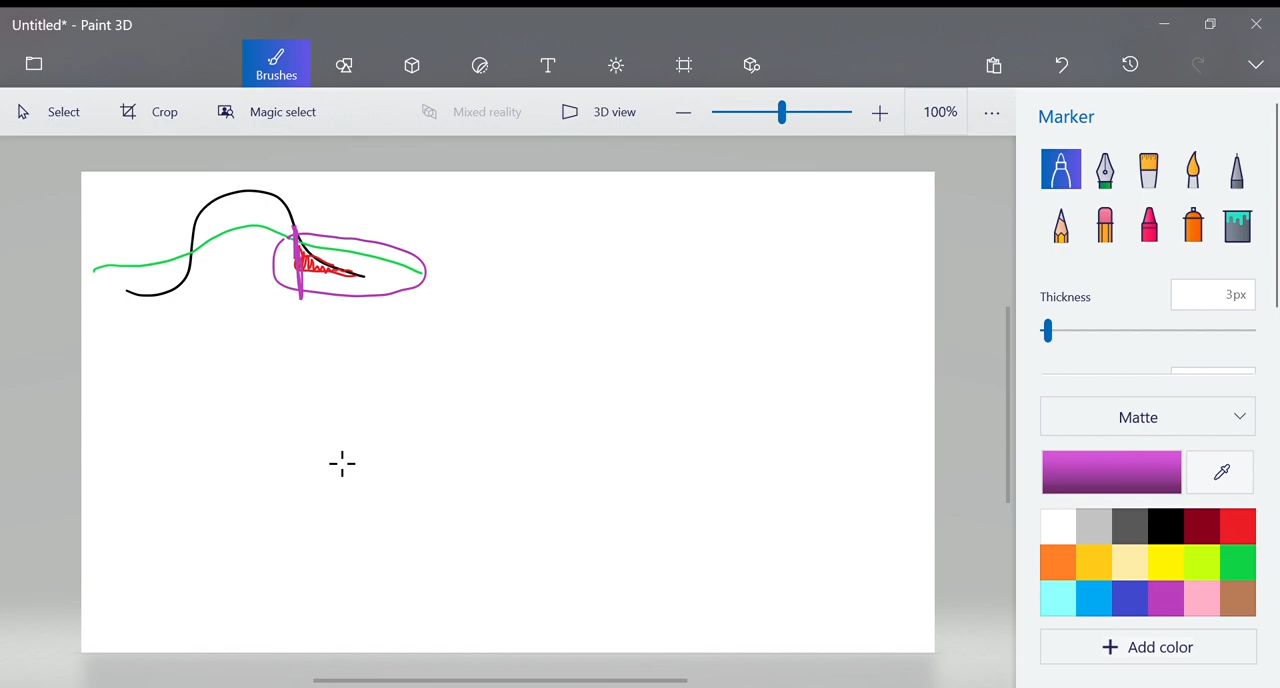 Untitled* - Paint 3D
Brushes
Select
Crop
Magic select
Mixed reality
3D view
100%
Marker
Thickness
3px
Matte
Add color